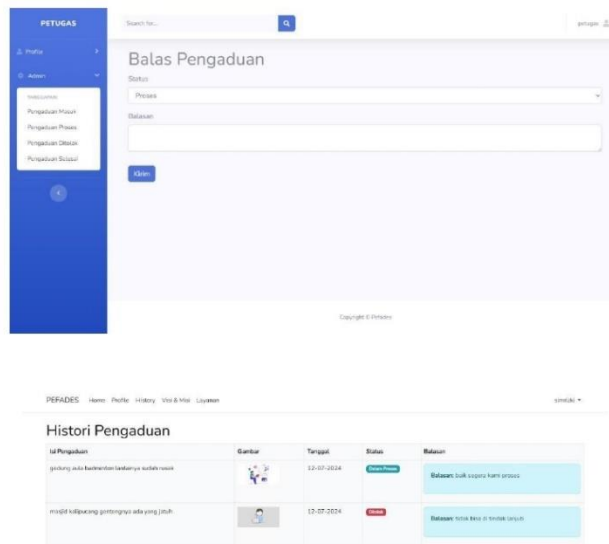 PETUGAS
Search for...
petugas
Profile
Admin
Balas Pengaduan
Status
Proses
Pengaduan Masuk
Pengaduan Proses
Pengaduan Ditolak
Pengaduan Selesai
Balasan
Kirim
Copyright © Pefades
PEFADES Home Profile History Visi & Misi Layanan
Histori Pengaduan
Isi Pengaduan Gambar Tanggal Status Balasan
gedung aula badminton lantainya sudah rusak 12-07-2024 Dalam Proses Balasan: baik segera kami proses.
masjid kalipucang gentengnya ada yang jatuh 12-07-2024 Ditolak Balasan: tidak bisa di tindak lanjuti.